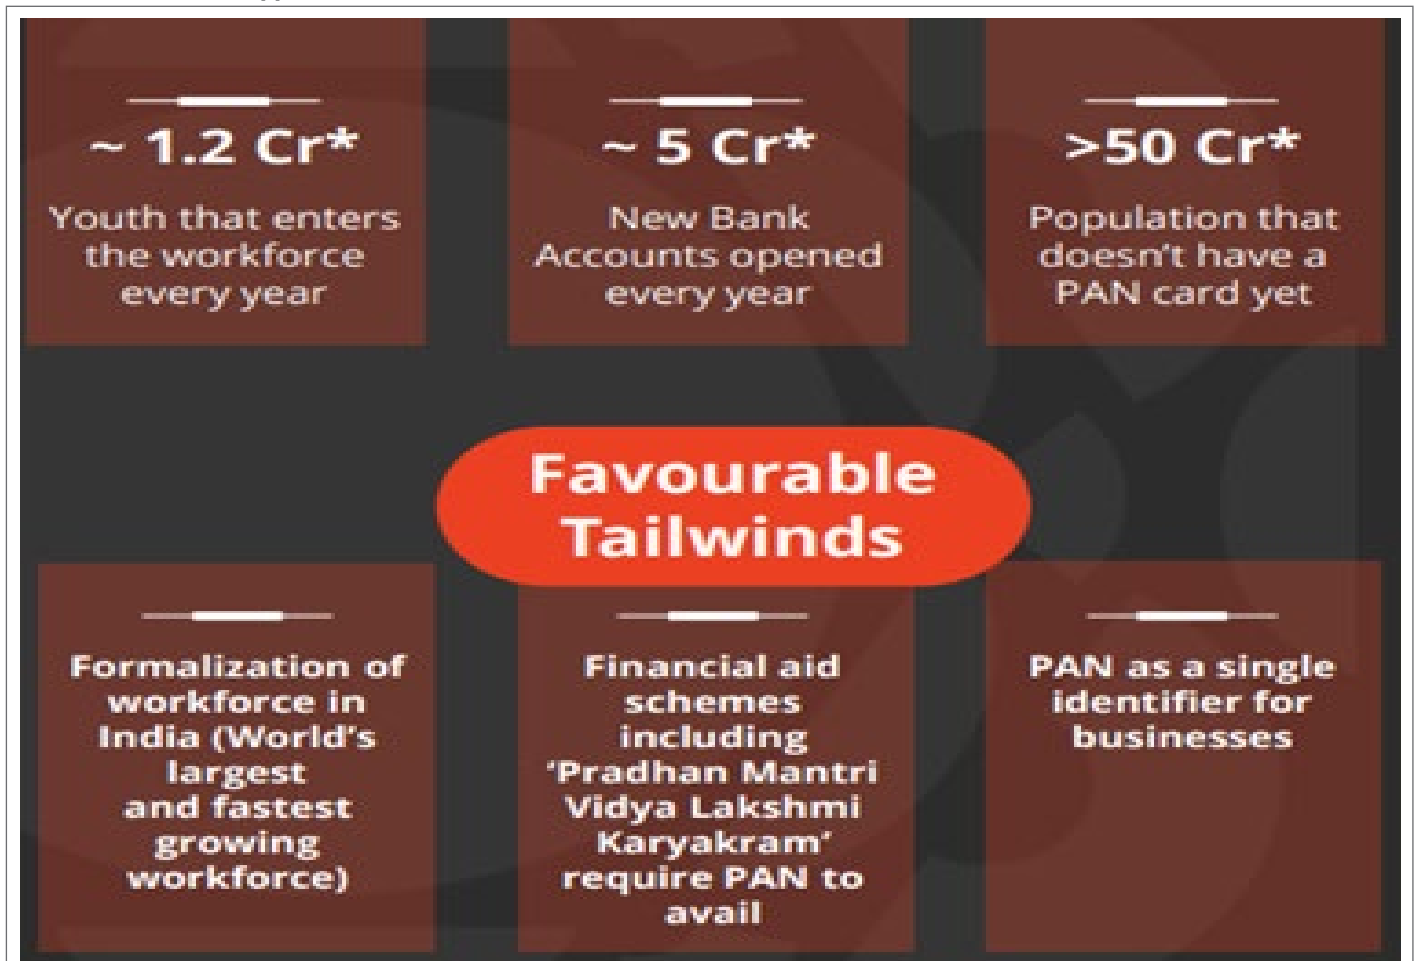 ~ 1.2 Cr*
Youth that enters
the workforce
every year
~ 5 Cr*
New Bank
Accounts opened
every year
>50 Cr*
Population that
doesn’t have a
PAN card yet
Favourable
Tailwinds
Formalization of
workforce in
India (World’s
largest
and fastest
growing
workforce)
Financial aid
schemes
including
‘Pradhan Mantri
Vidya Lakshmi
Karyakram’
require PAN to
avail
PAN as a single
identifier for
businesses